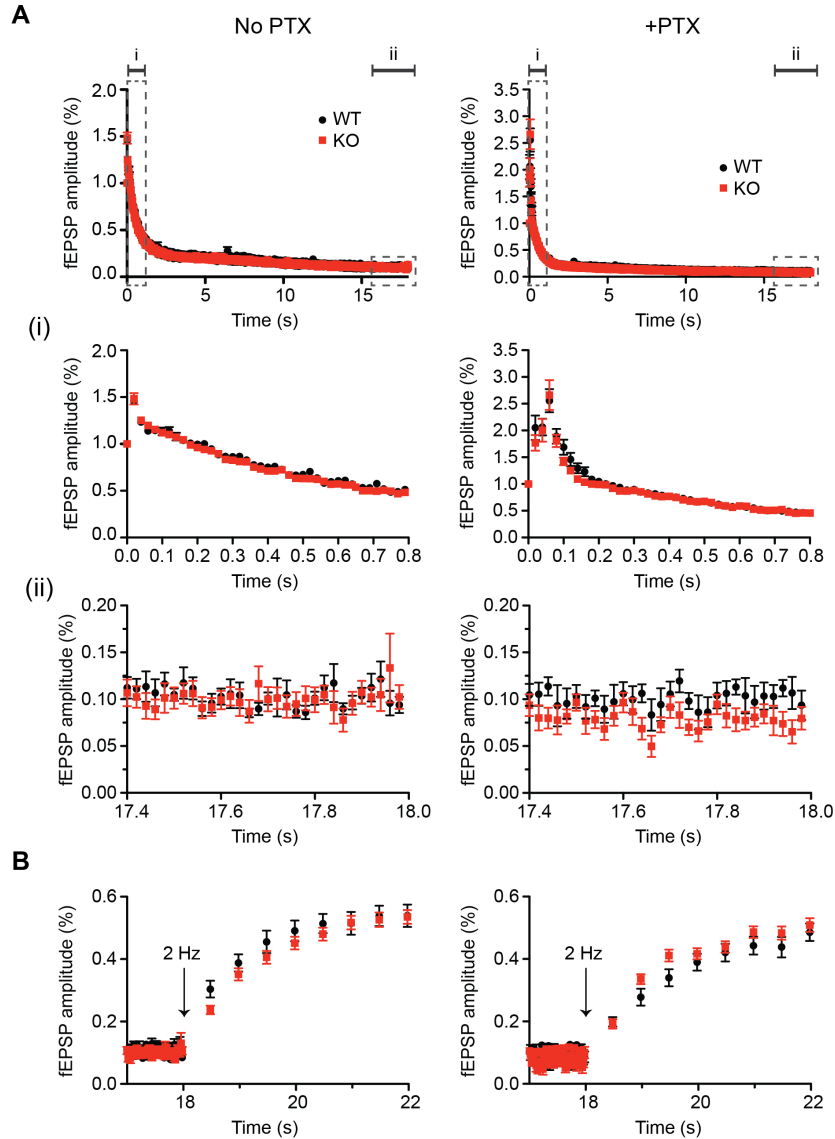 A
No PTX
+PTX
i
ii
i
ii
fEPSP amplitude (%)
2.0
1.5
1.0
0.5
0.0
WT
KO
0
5
10
15
Time (s)
fEPSP amplitude (%)
3.5
3.0
2.5
2.0
1.5
1.0
0.5
0.0
WT
KO
0
5
10
15
Time (s)
(i)
fEPSP amplitude (%)
2.0
1.5
1.0
0.5
0.0
0.0 0.1 0.2 0.3 0.4 0.5 0.6 0.7 0.8
Time (s)
fEPSP amplitude (%)
3.5
3.0
2.5
2.0
1.5
1.0
0.5
0.0
0.0 0.1 0.2 0.3 0.4 0.5 0.6 0.7 0.8
Time (s)
(ii)
fEPSP amplitude (%)
0.20
0.15
0.10
0.05
0.00
17.4 17.6 17.8 18.0
Time (s)
fEPSP amplitude (%)
0.20
0.15
0.10
0.05
0.00
17.4 17.6 17.8 18.0
Time (s)
B
fEPSP amplitude (%)
0.6
0.4
0.2
0.0
2 Hz
18 20 22
Time (s)
fEPSP amplitude (%)
0.6
0.4
0.2
0.0
2 Hz
18 20 22
Time (s)